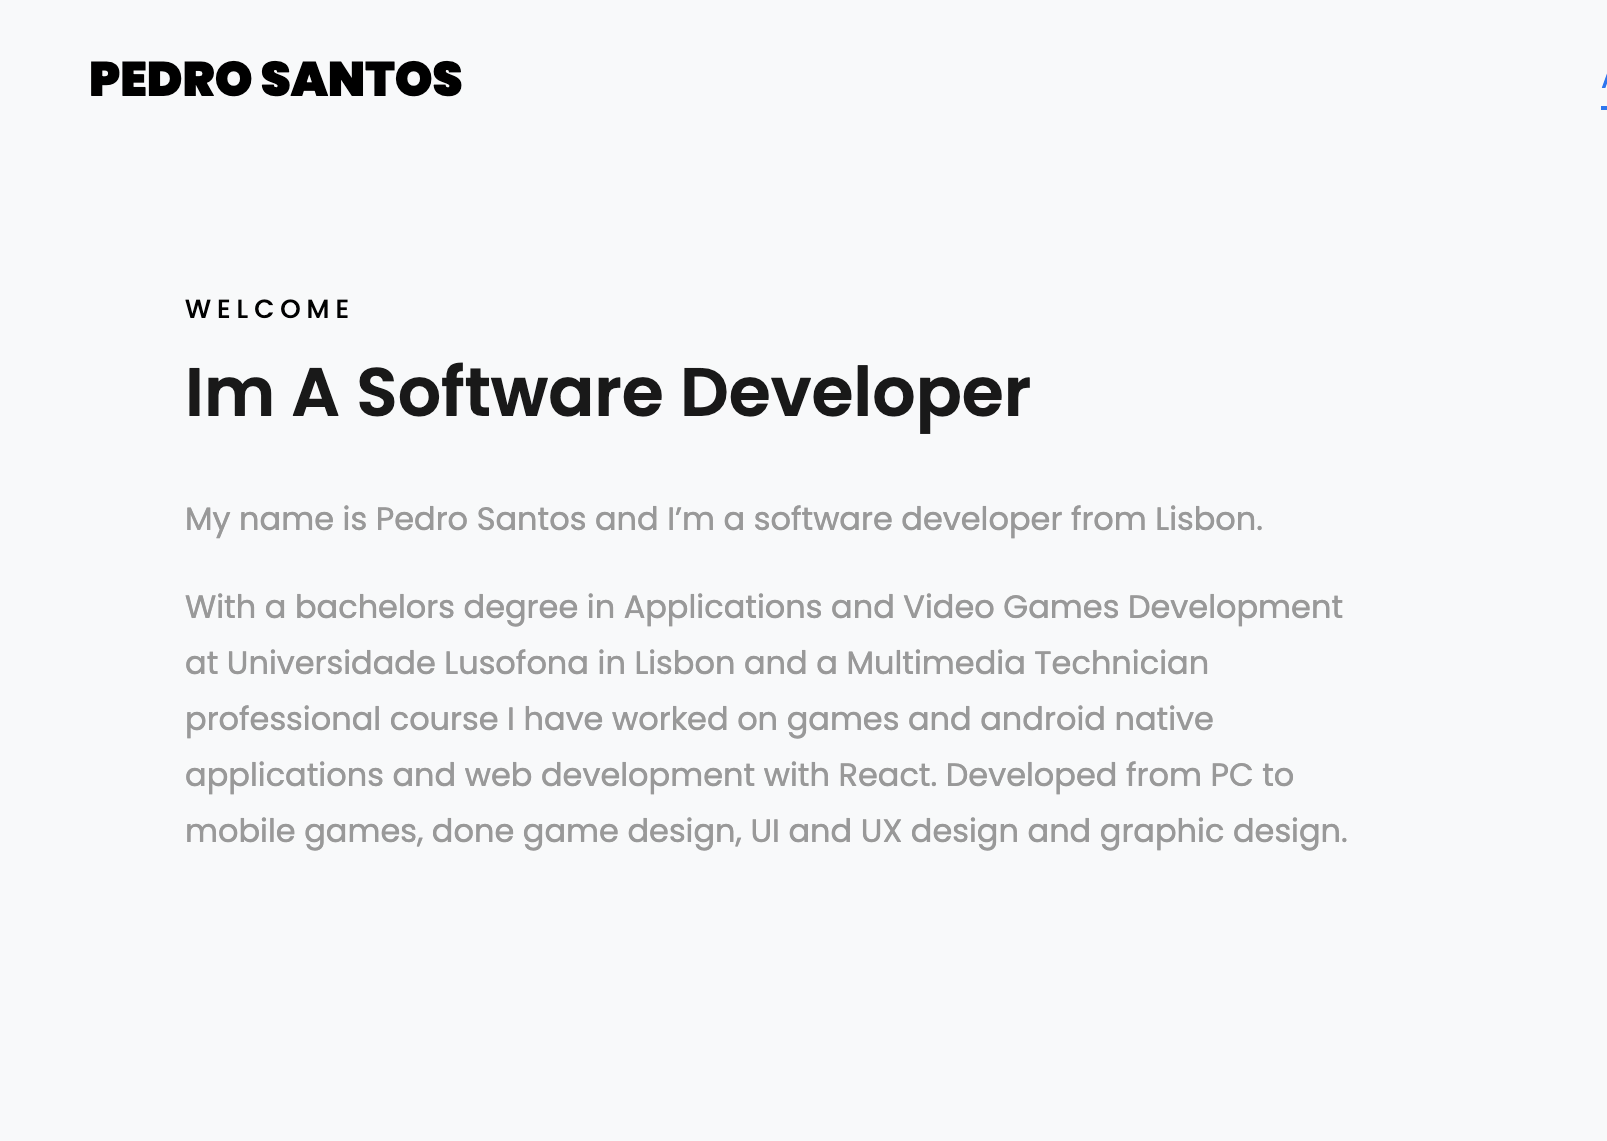 PEDRO SANTOS
WELCOME
Im A Software Developer
My name is Pedro Santos and I’m a software developer from Lisbon.
With a bachelors degree in Applications and Video Games Development
at Universidade Lusofona in Lisbon and a Multimedia Technician
professional course I have worked on games and android native
applications and web development with React. Developed from PC to
mobile games, done game design, UI and UX design and graphic design.